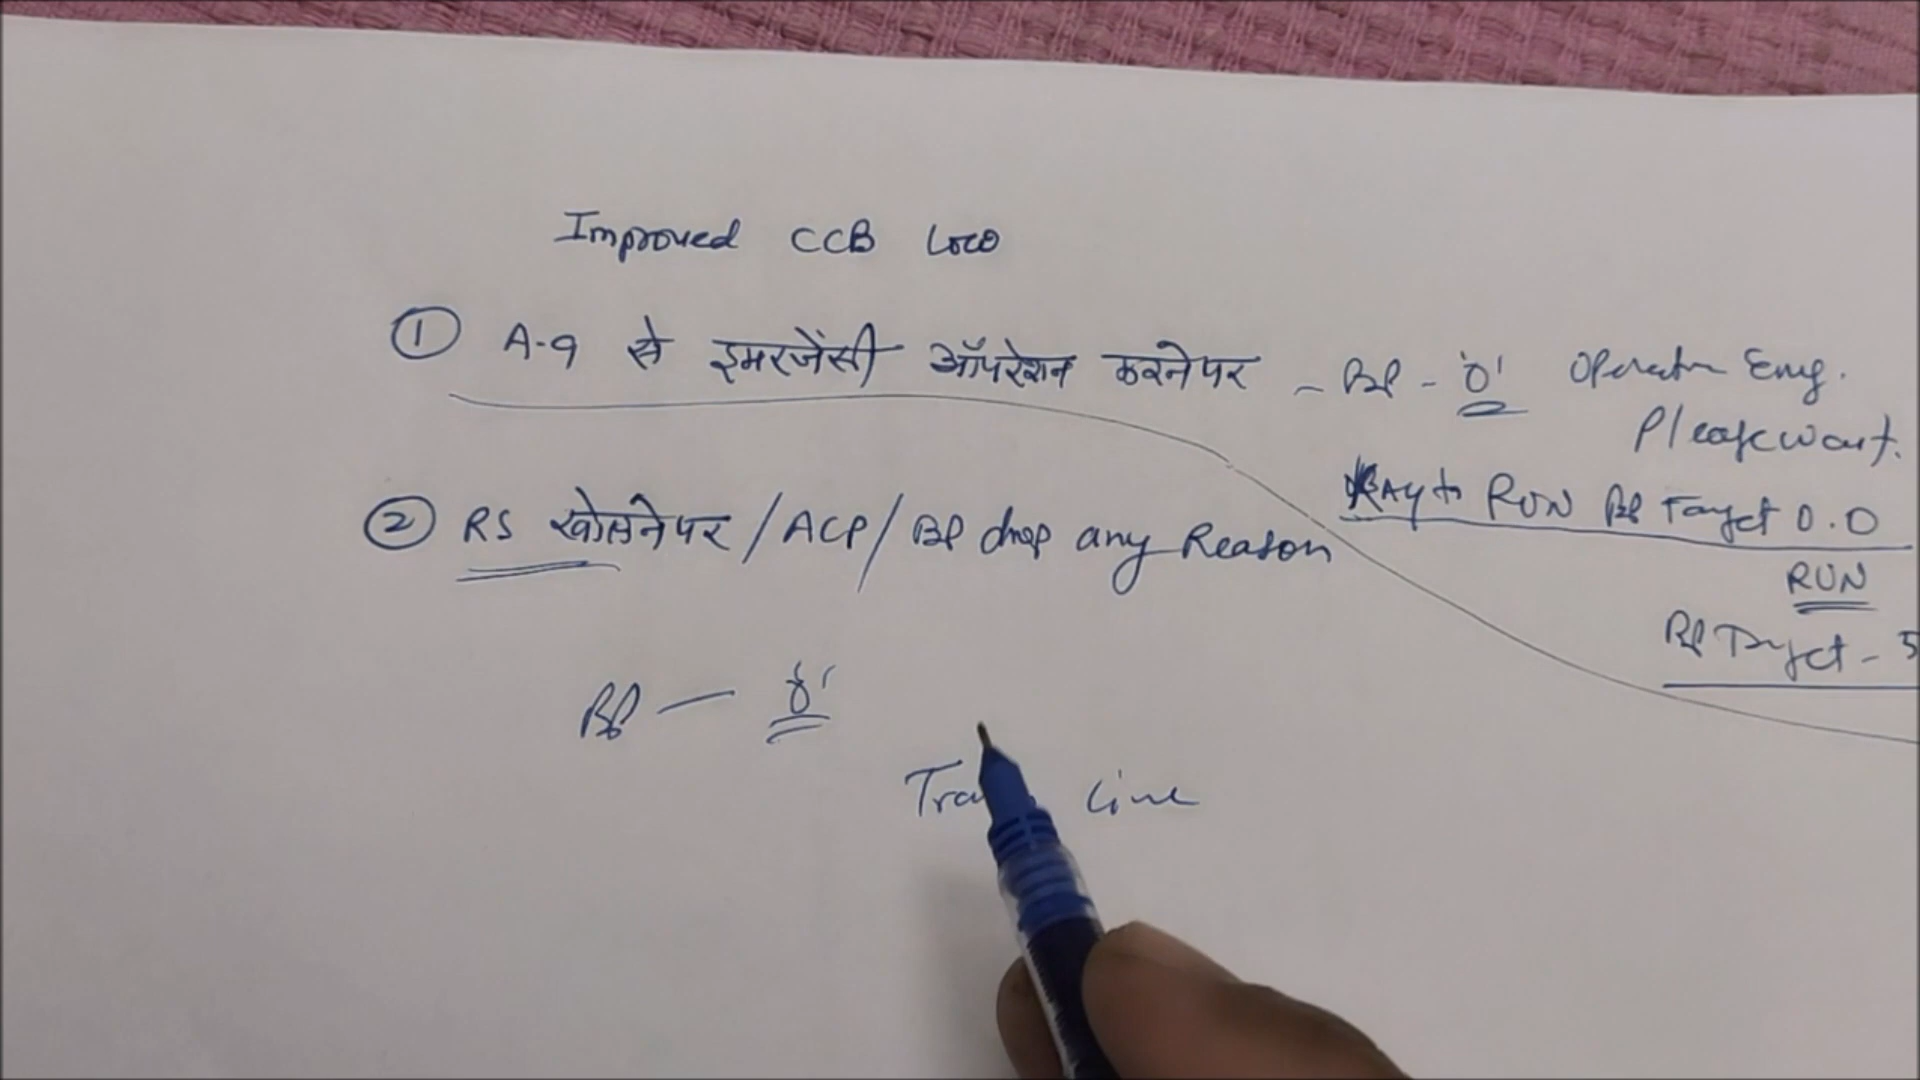 Improved CCB Loco
① A-9 से इमरजेंसी ऑपरेशन करनेपर - BP - '0' Operator Emg.
Please wait.
RUN BP Target 0.0
② RS खोलनेपर / ACP / BP drop any Reason
RUN
BP Target - 5
BP — '0'
Line